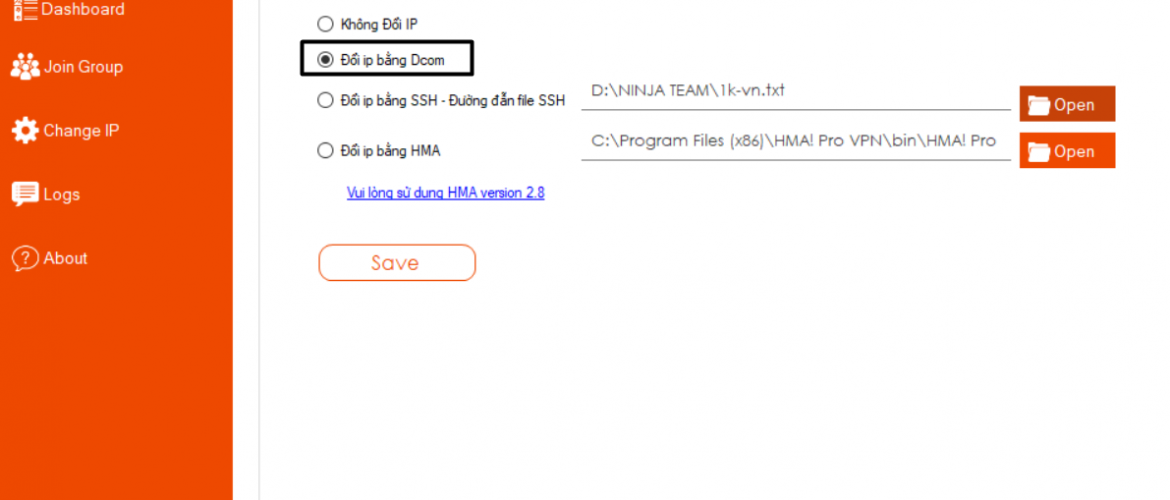 Dashboard
Join Group
Change IP
Logs
About
Không Đổi IP
Đổi ip bằng Dcom
Đổi ip bằng SSH - Đường đẫn file SSH
D:\NINJA TEAM\1k-vn.txt
Open
Đổi ip bằng HMA
C:\Program Files (x86)\HMA! Pro VPN\bin\HMA! Pro
Open
Vui lòng sử dụng HMA version 2.8
Save